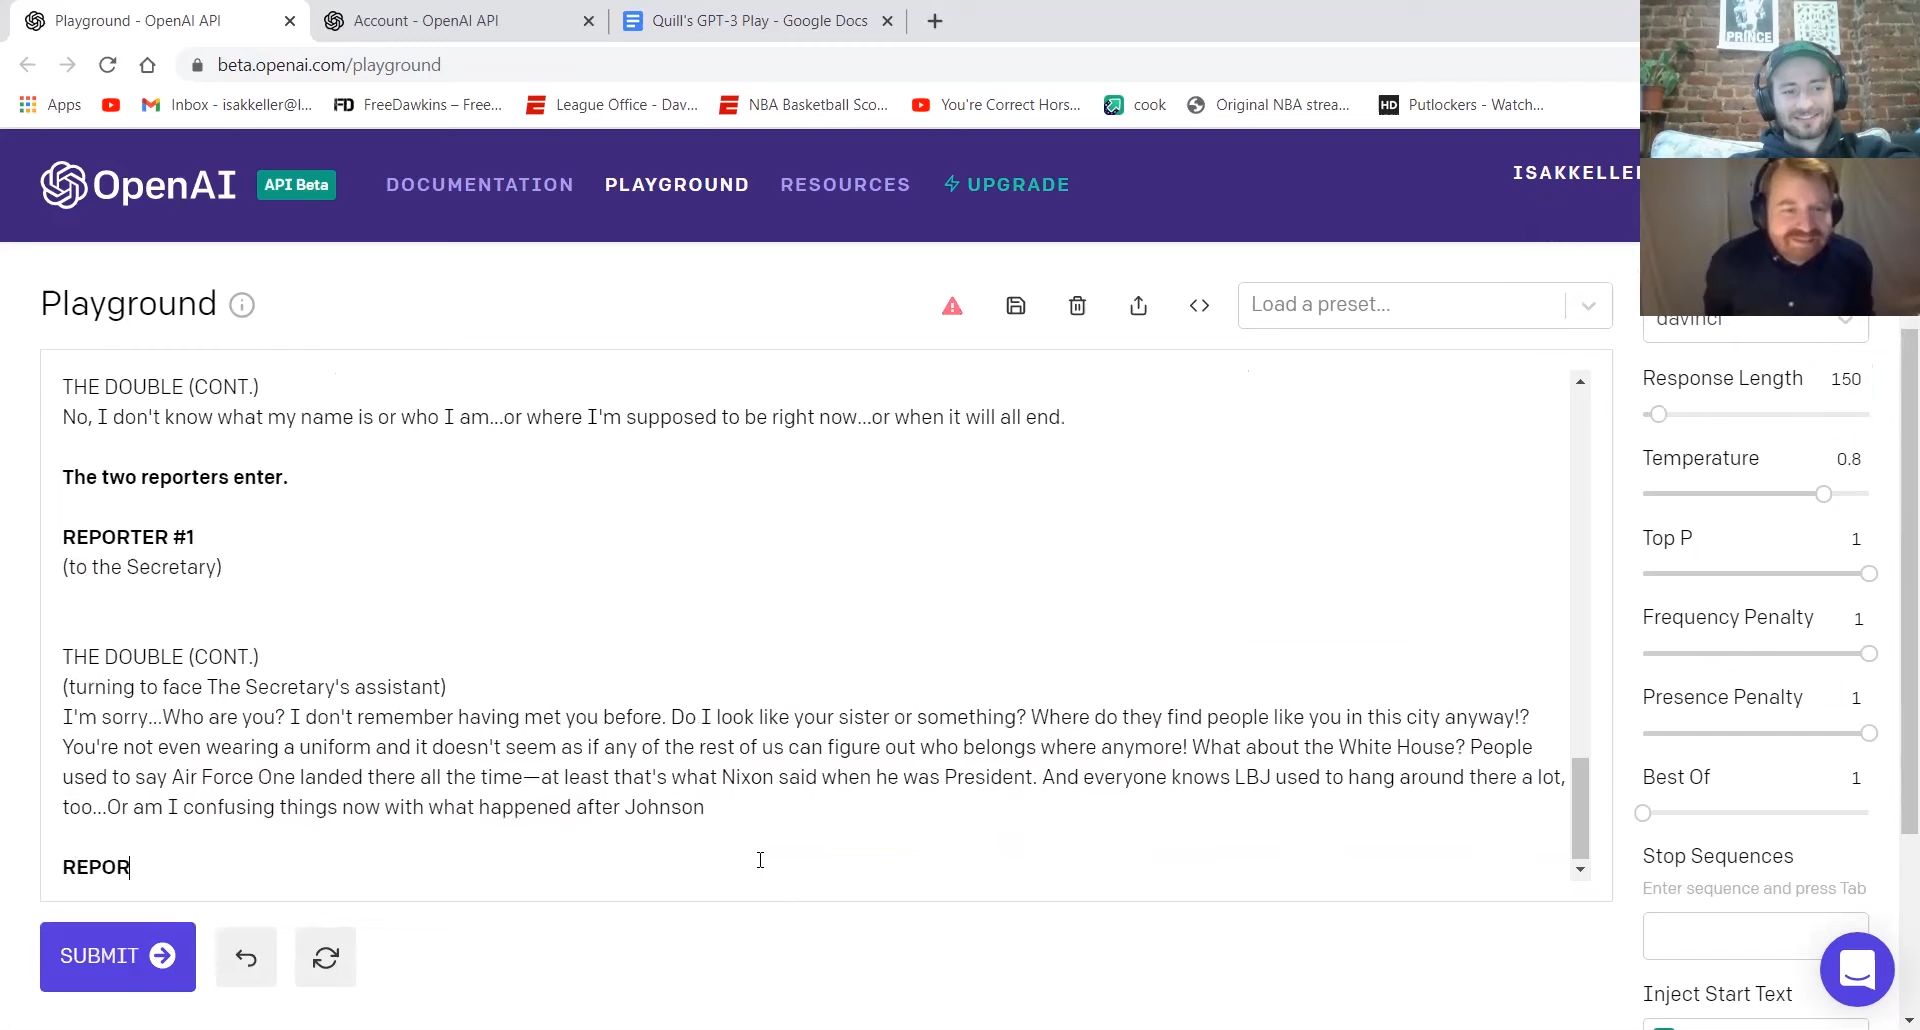 Playground - OpenAI API
Account - OpenAI API
Quill's GPT-3 Play - Google Docs
beta.openai.com/playground
Apps
Inbox - isakkeller@l...
FD FreeDawkins – Free...
League Office - Dav...
NBA Basketball Sco...
You're Correct Hors...
cook
Original NBA strea...
HD Putlockers - Watch...
PRINCE
OpenAI API Beta
DOCUMENTATION
PLAYGROUND
RESOURCES
UPGRADE
ISAKKELLE
Playground
Load a preset...
davinci
THE DOUBLE (CONT.)
No, I don't know what my name is or who I am...or where I'm supposed to be right now...or when it will all end.
The two reporters enter.
REPORTER #1
(to the Secretary)
THE DOUBLE (CONT.)
(turning to face The Secretary's assistant)
I'm sorry...Who are you? I don't remember having met you before. Do I look like your sister or something? Where do they find people like you in this city anyway!?
You're not even wearing a uniform and it doesn't seem as if any of the rest of us can figure out who belongs where anymore! What about the White House? People
used to say Air Force One landed there all the time—at least that's what Nixon said when he was President. And everyone knows LBJ used to hang around there a lot,
too...Or am I confusing things now with what happened after Johnson
REPOR
SUBMIT
Response Length 150
Temperature 0.8
Top P 1
Frequency Penalty 1
Presence Penalty 1
Best Of 1
Stop Sequences
Enter sequence and press Tab
Inject Start Text